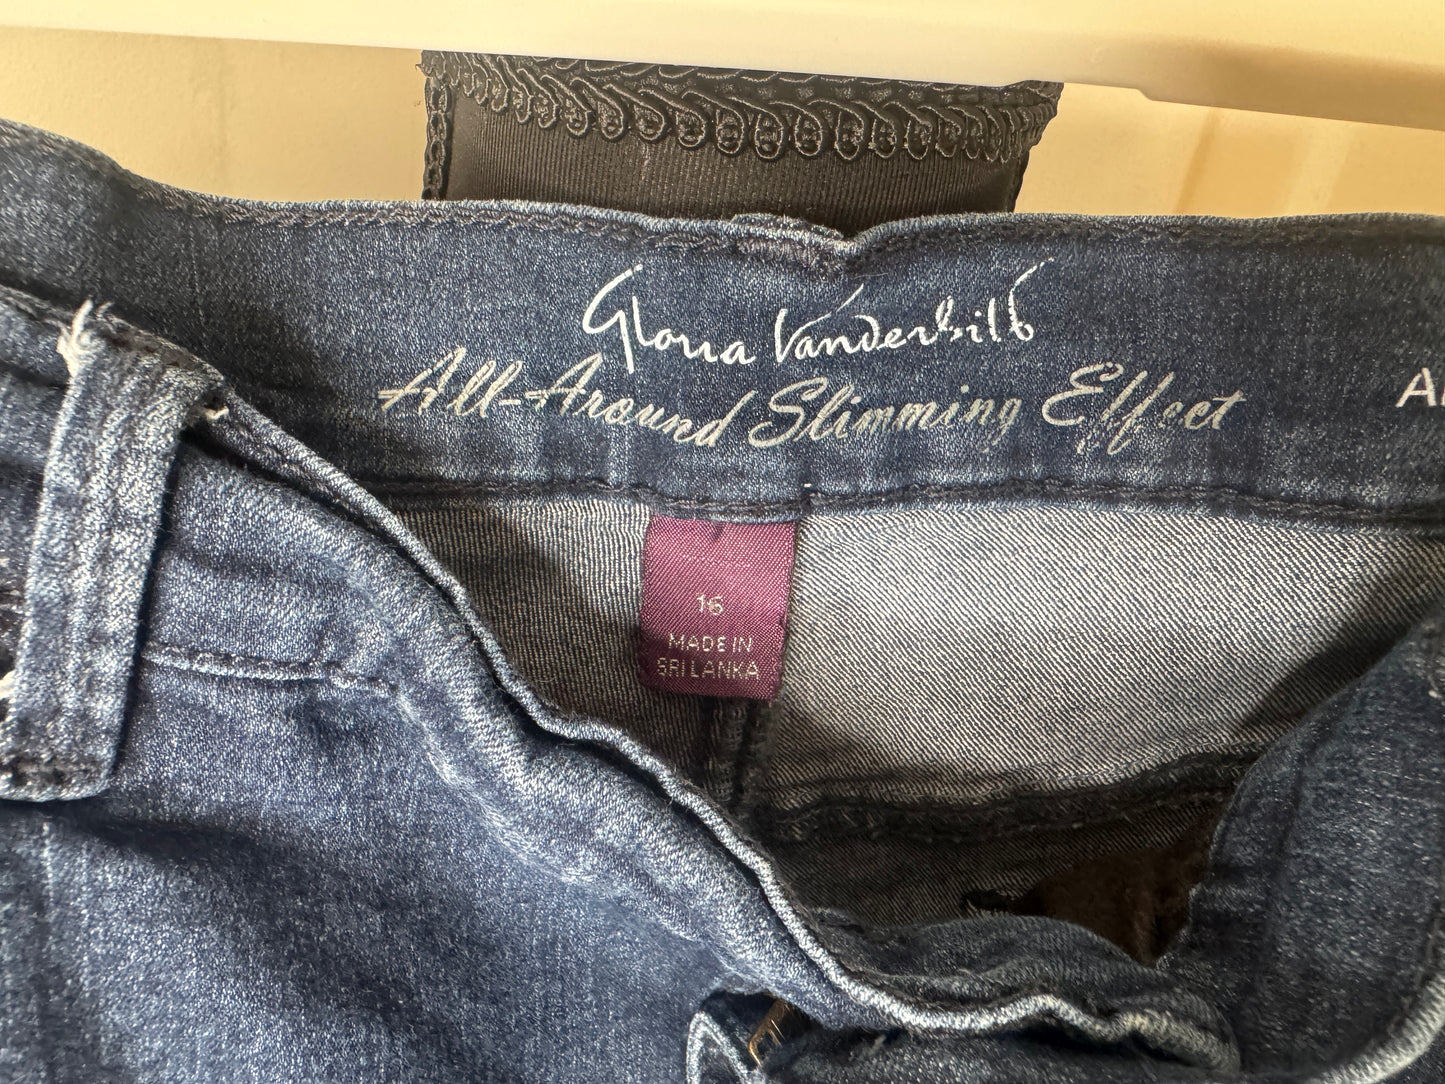 Gloria Vanderbilt
All-Around Slimming Effect
16
MADE IN
SRI LANKA